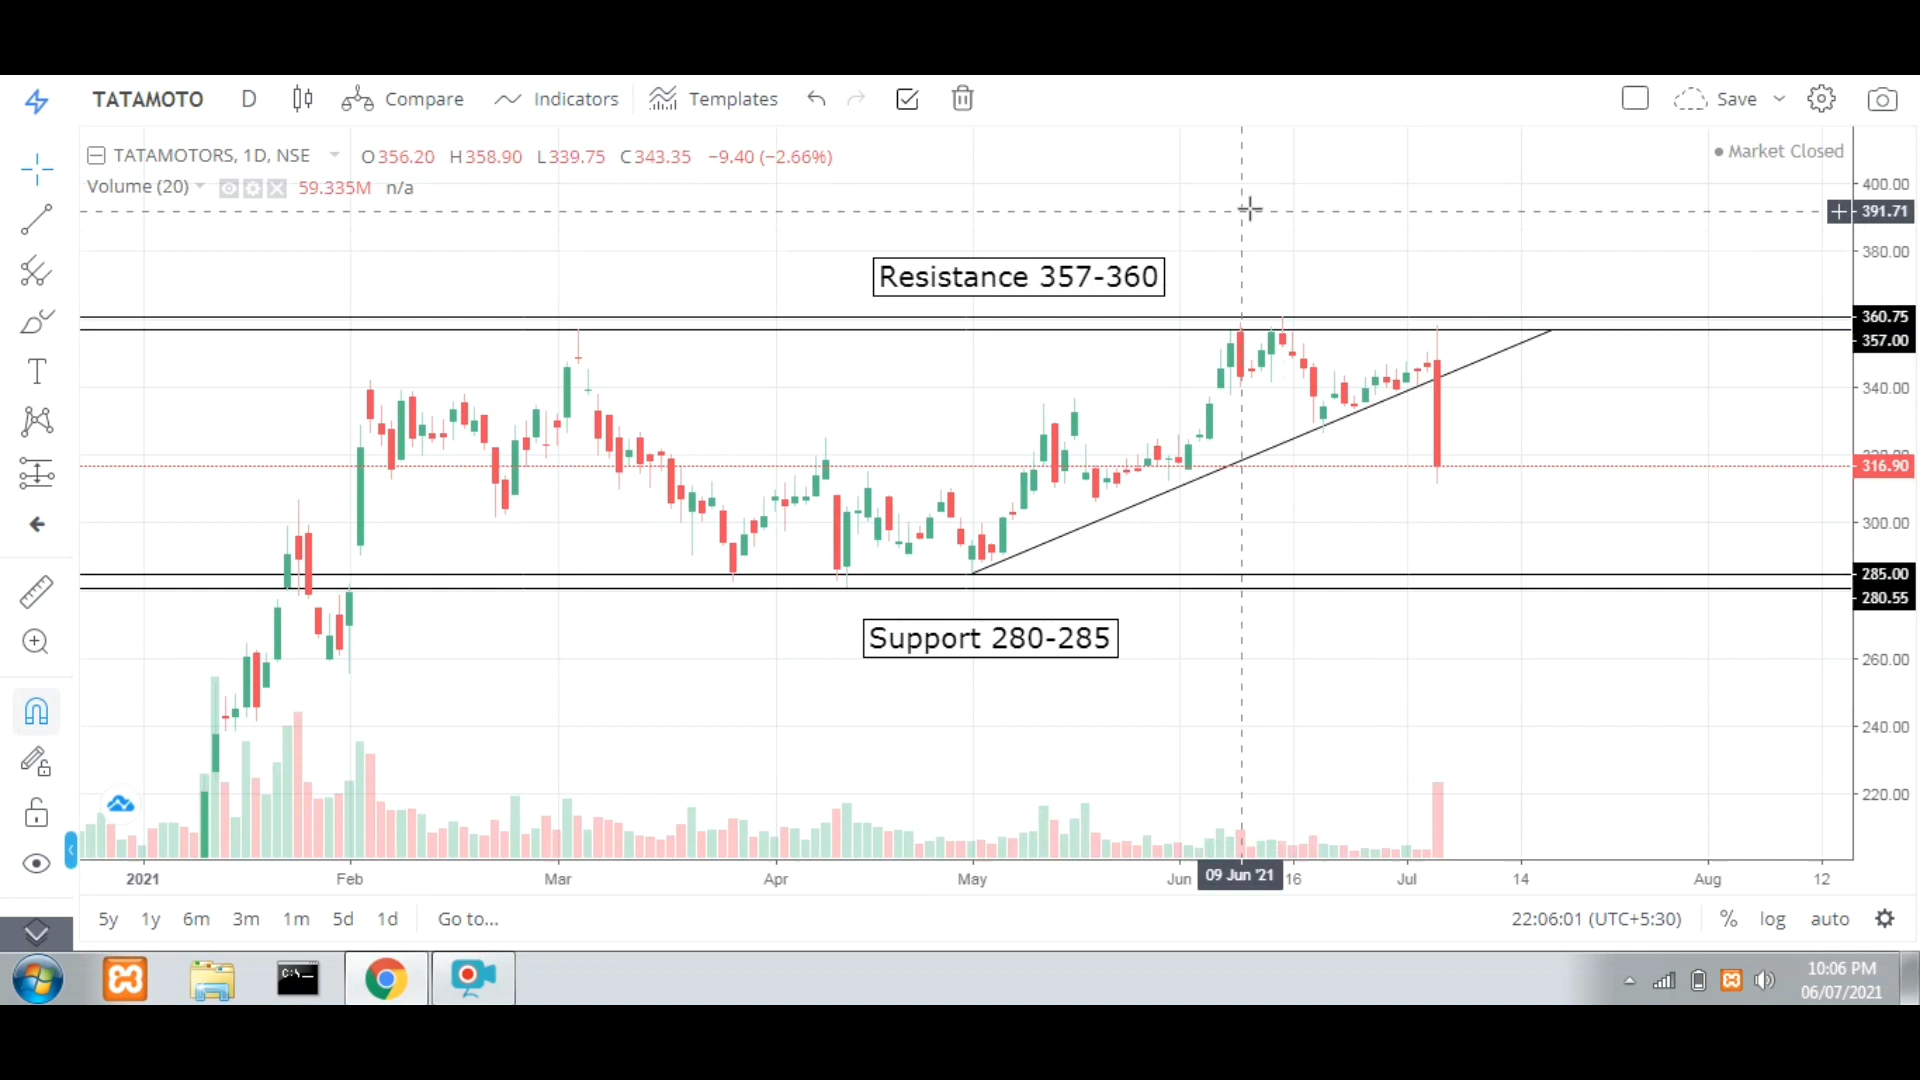 TATAMOTO D Compare Indicators Templates Save
TATAMOTORS, 1D, NSE O356.20 H358.90 L339.75 C343.35 −9.40 (−2.66%)
Market Closed
Volume (20) 59.335M n/a
400.00
391.71
380.00
Resistance 357-360
360.75
357.00
340.00
316.90
300.00
285.00
280.55
Support 280-285
260.00
240.00
220.00
2021 Feb Mar Apr May Jun 09 Jun '21 16 Jul 14 Aug 12
5y 1y 6m 3m 1m 5d 1d Go to... 22:06:01 (UTC+5:30) % log auto
C:\_
10:06 PM
06/07/2021